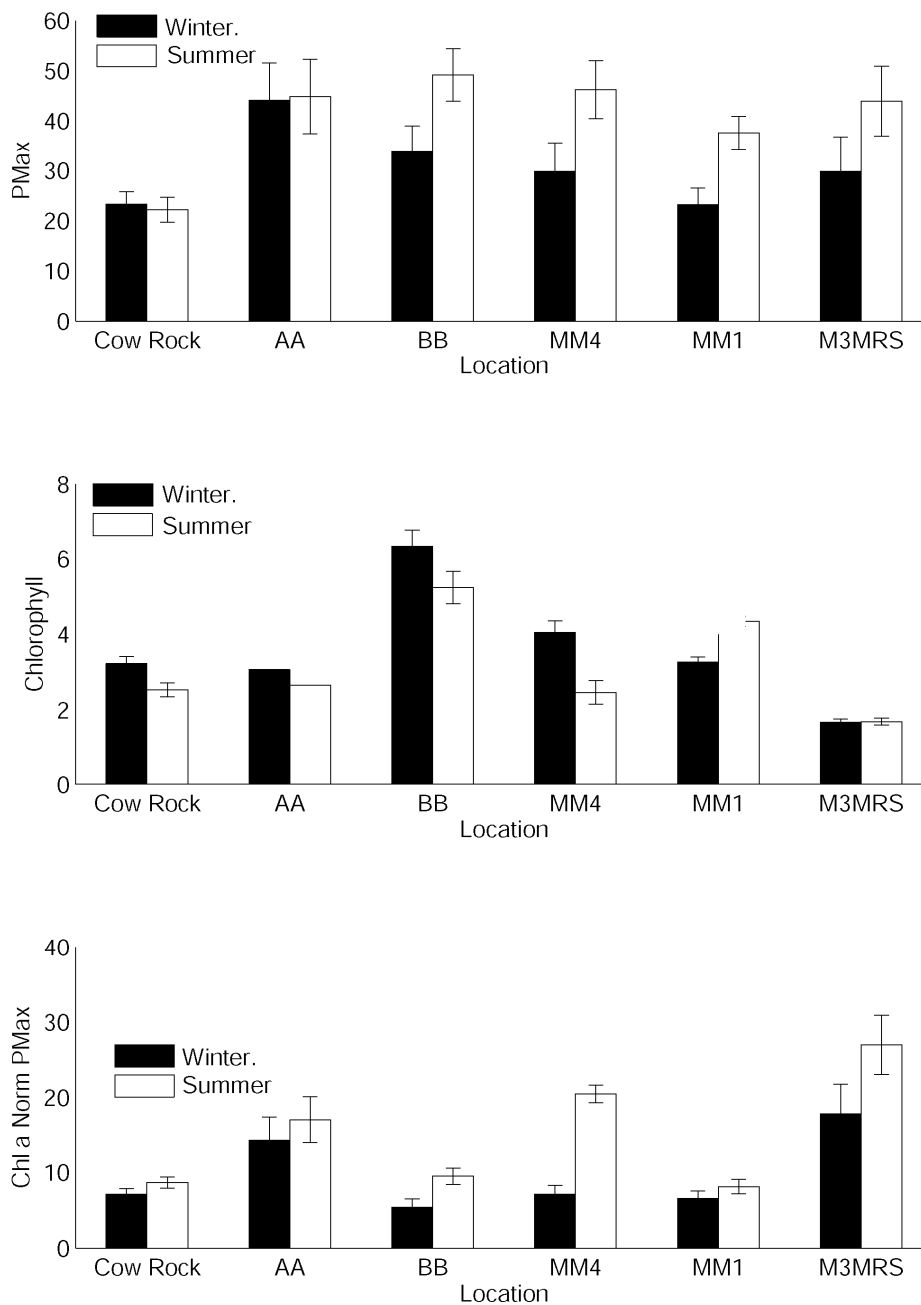 60
50
40
30
20
10
0
PMax
Winter.
Summer
Cow Rock AA BB MM4 MM1 M3MRS
Location
8
6
4
2
0
Chlorophyll
Winter.
Summer
Cow Rock AA BB MM4 MM1 M3MRS
Location
40
30
20
10
0
Chl a Norm PMax
Winter.
Summer
Cow Rock AA BB MM4 MM1 M3MRS
Location